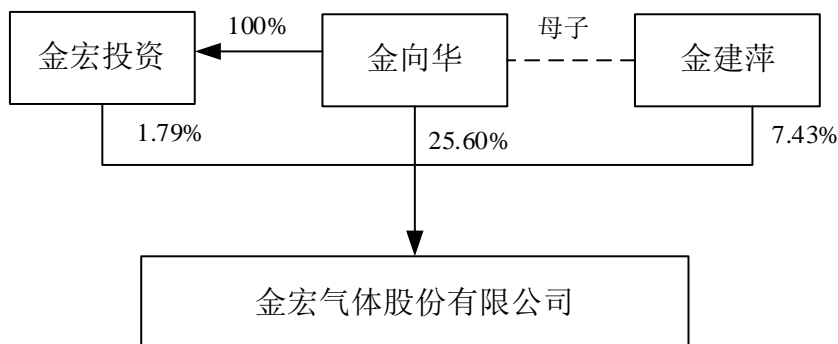 母子
100%
金宏投资
金向华
金建萍
1.79%
25.60%
7.43%
金宏气体股份有限公司